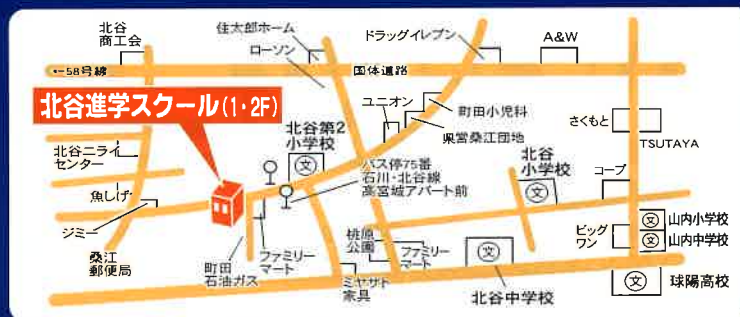 北谷
商工会
住太郎ホーム
ローソン
ドラッグイレブン
A&W
←58号線
国体道路
北谷進学スクール(1・2F)
ユニオン
町田小児科
県営桑江団地
さくもと
TSUTAYA
北谷第2
小学校
文
北谷ニライ
センター
バス停75番
石川・北谷線
高宮城アパート前
北谷
小学校
文
コープ
魚しげ
ジミー
桑江
郵便局
町田
石油ガス
ファミリー
マート
桃原
公園
ファミリー
マート
ミヤサト
家具
文
北谷中学校
ビッグ
ワン
文
山内小学校
文
山内中学校
文
球陽高校